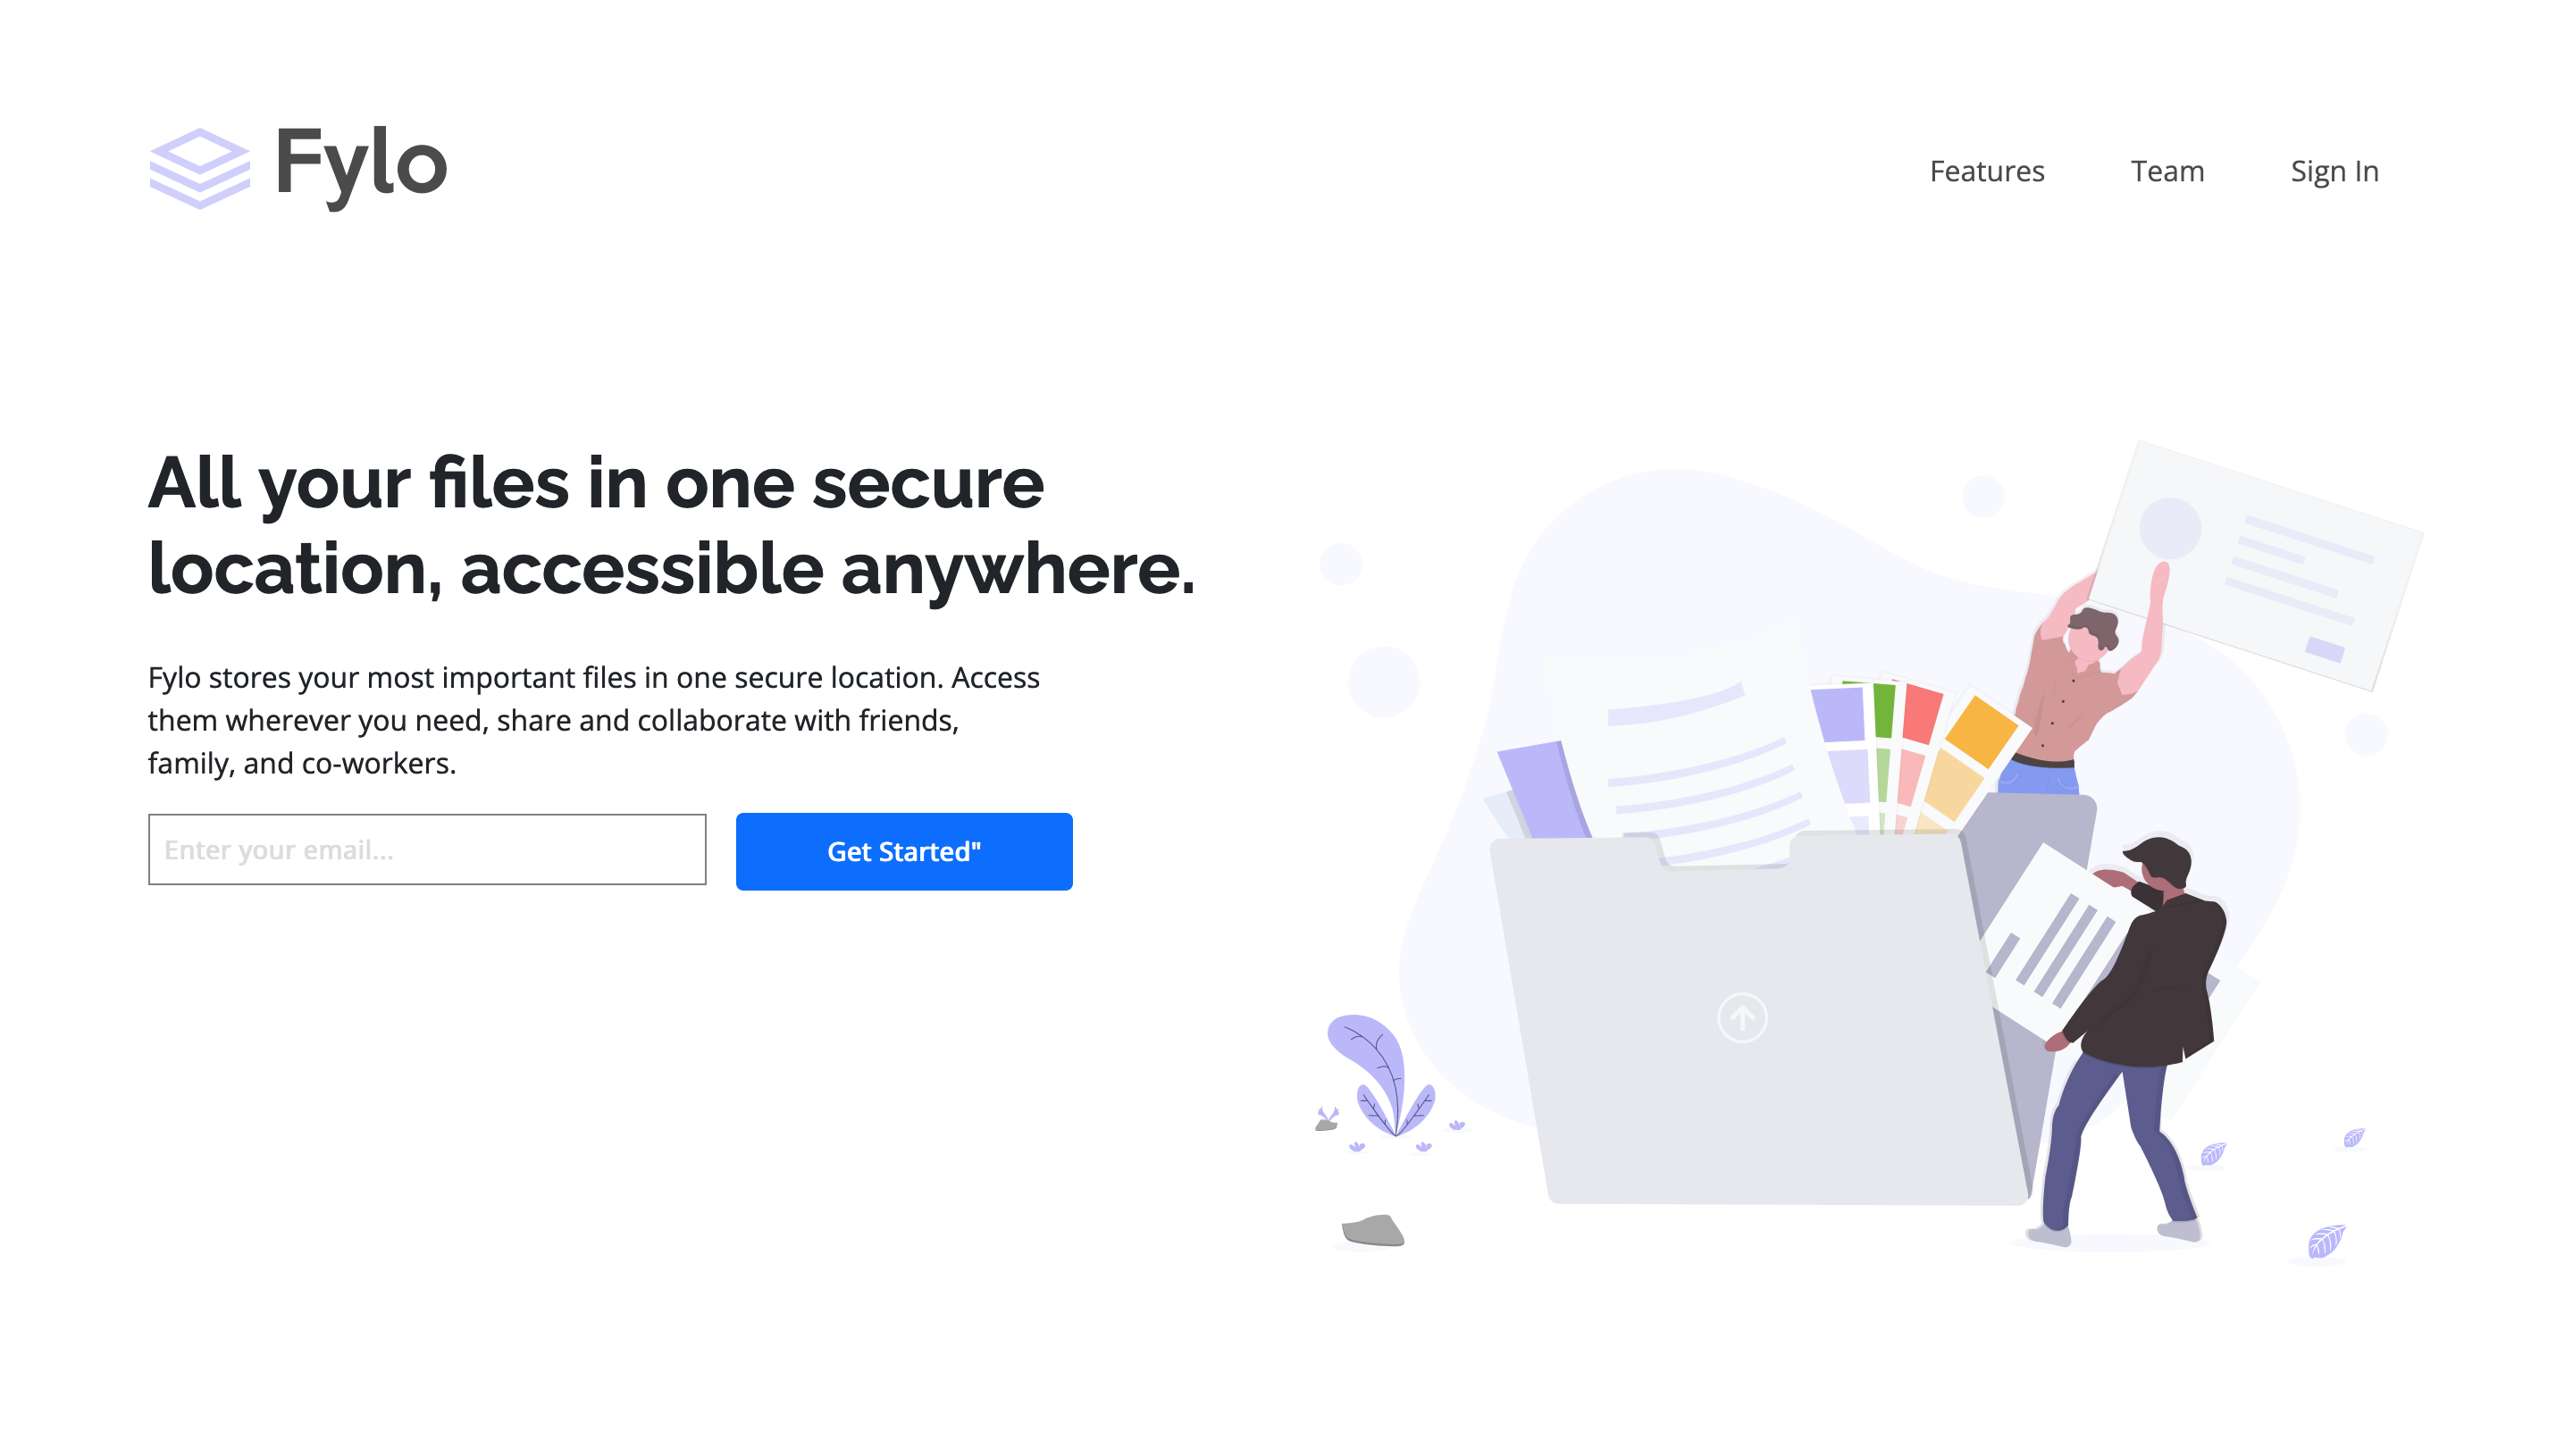 Fylo
Features
Team
Sign In
All your files in one secure
location, accessible anywhere.
Fylo stores your most important files in one secure location. Access
them wherever you need, share and collaborate with friends,
family, and co-workers.
Enter your email...
Get Started"